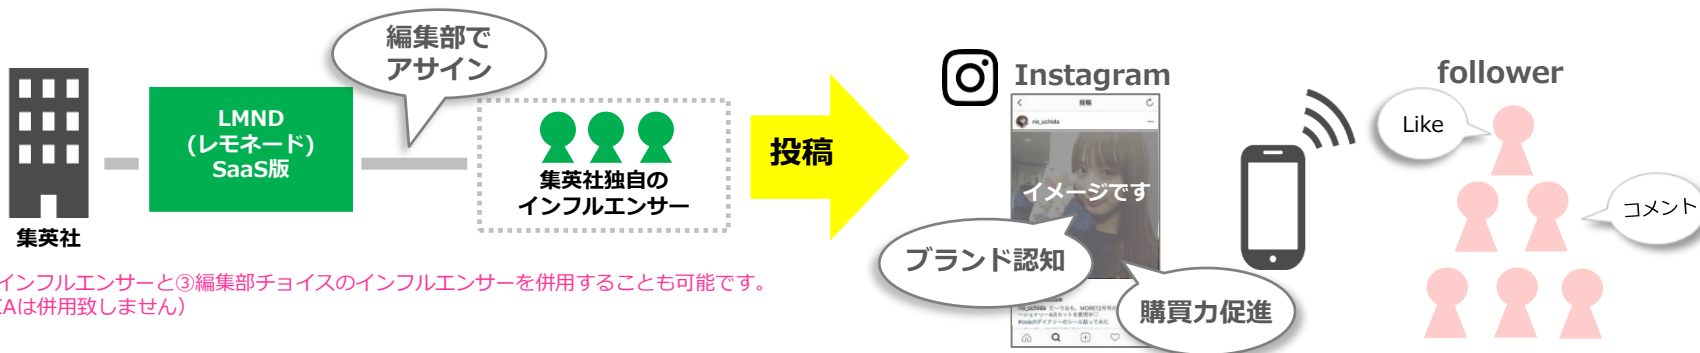 編集部で
アサイン
LMND
(レモネード)
SaaS版
集英社
集英社独自の
インフルエンサー
投稿
Instagram
投稿
rio_uchida
イメージです
ブランド認知
購買力促進
follower
Like
コメント
インフルエンサーと③編集部チョイスのインフルエンサーを併用することも可能です。
は併用致しません）